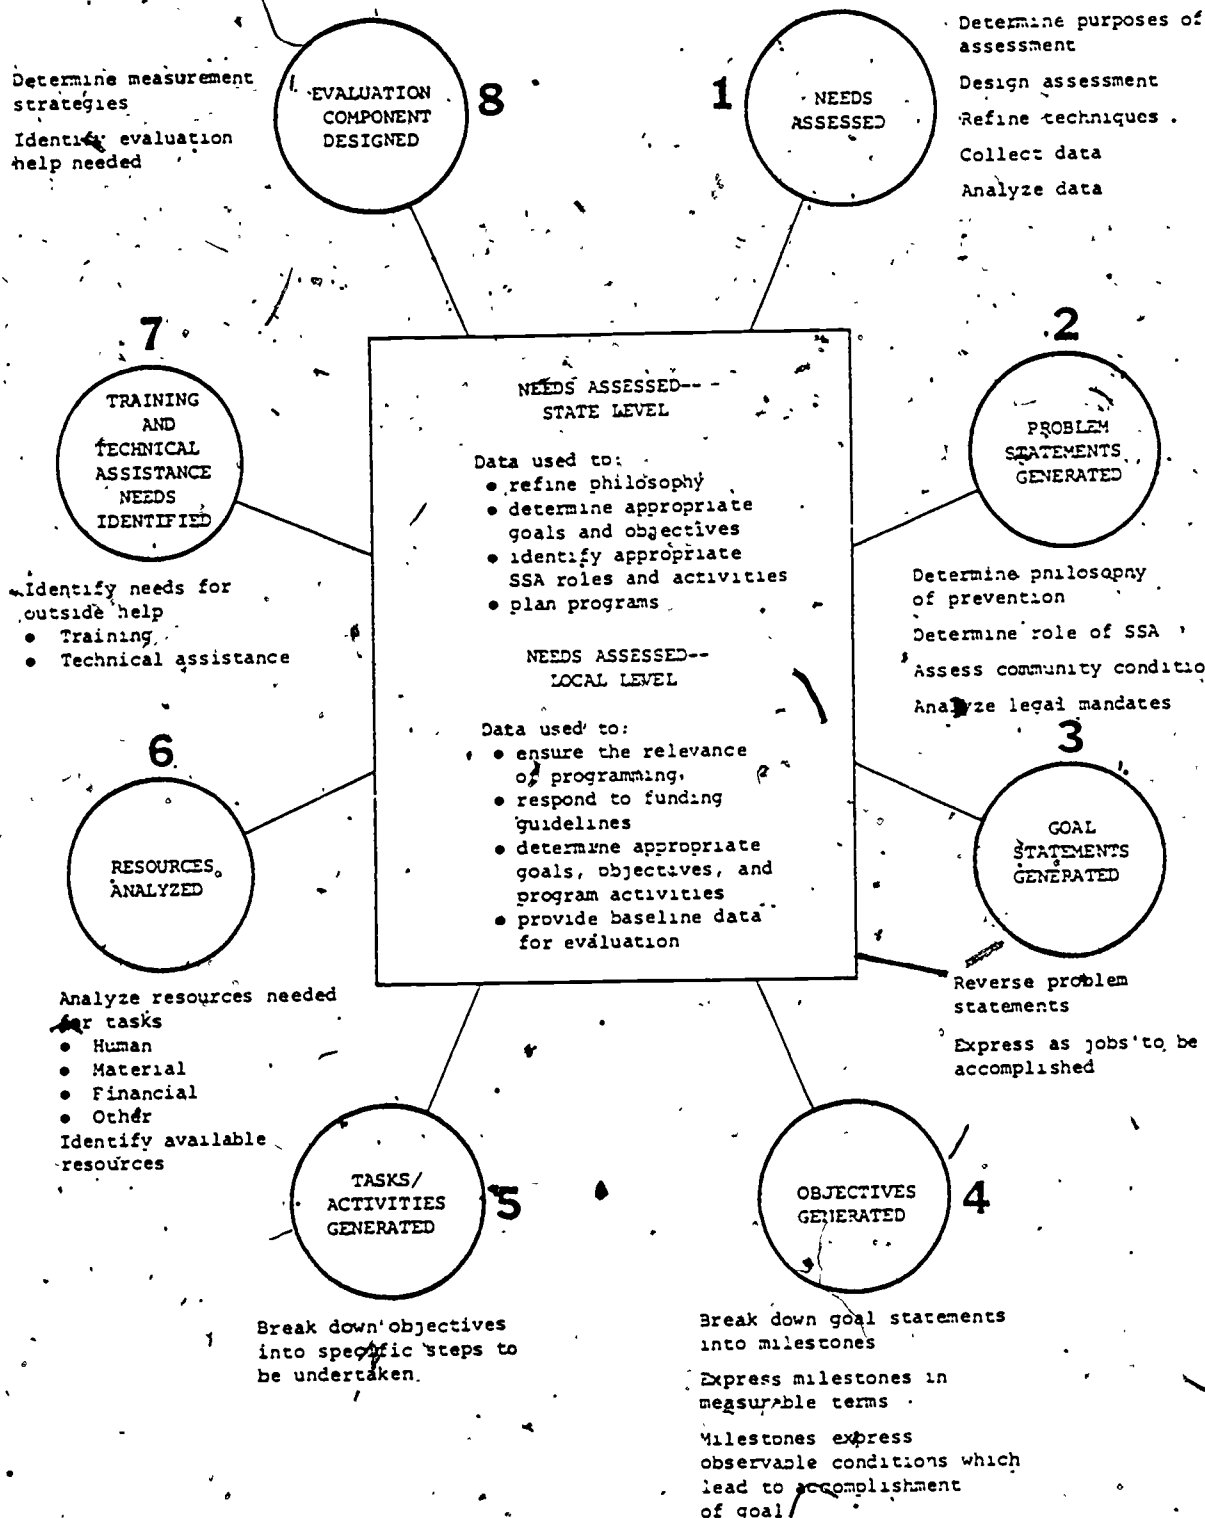 8
EVALUATION
COMPONENT
DESIGNED
Determine measurement
strategies
Identify evaluation
help needed
1
NEEDS
ASSESSED
Determine purposes of
assessment
Design assessment
Refine techniques
Collect data
Analyze data
2
PROBLEM
STATEMENTS
GENERATED
Determine philosophy
of prevention
Determine role of SSA
Assess community conditio
Analyze legal mandates
7
TRAINING
AND
TECHNICAL
ASSISTANCE
NEEDS
IDENTIFIED
Identify needs for
outside help
● Training
● Technical assistance
NEEDS ASSESSED--
STATE LEVEL
Data used to:
● refine philosophy
● determine appropriate
goals and objectives
● identify appropriate
SSA roles and activities
● plan programs
NEEDS ASSESSED--
LOCAL LEVEL
Data used to:
● ensure the relevance
of programming
● respond to funding
guidelines
● determine appropriate
goals, objectives, and
program activities
● provide baseline data
for evaluation
3
GOAL
STATEMENTS
GENERATED
Reverse problem
statements
Express as jobs to be
accomplished
6
RESOURCES
ANALYZED
Analyze resources needed
for tasks
● Human
● Material
● Financial
● Other
Identify available
resources
5
TASKS/
ACTIVITIES
GENERATED
Break down objectives
into specific steps to
be undertaken.
4
OBJECTIVES
GENERATED
Break down goal statements
into milestones
Express milestones in
measurable terms
Milestones express
observable conditions which
lead to accomplishment
of goal